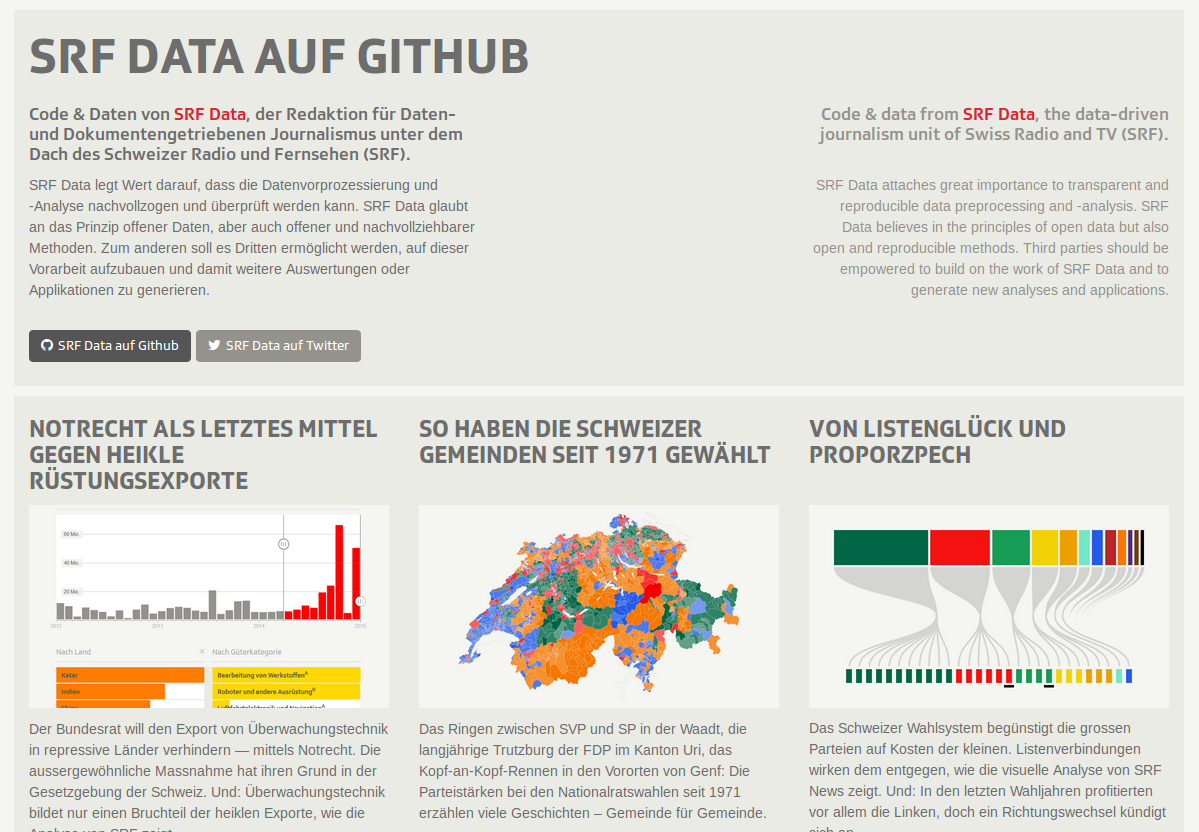 SRF DATA AUF GITHUB
Code & Daten von SRF Data, der Redaktion für Daten-
und Dokumentengetriebenen Journalismus unter dem
Dach des Schweizer Radio und Fernsehen (SRF).
SRF Data legt Wert darauf, dass die Datenvorprozessierung und
-Analyse nachvollzogen und überprüft werden kann. SRF Data glaubt
an das Prinzip offener Daten, aber auch offener und nachvollziehbarer
Methoden. Zum anderen soll es Dritten ermöglicht werden, auf dieser
Vorarbeit aufzubauen und damit weitere Auswertungen oder
Applikationen zu generieren.
Code & data from SRF Data, the data-driven
journalism unit of Swiss Radio and TV (SRF).
SRF Data attaches great importance to transparent and
reproducible data preprocessing and -analysis. SRF
Data believes in the principles of open data but also
open and reproducible methods. Third parties should be
empowered to build on the work of SRF Data and to
generate new analyses and applications.
SRF Data auf Github
SRF Data auf Twitter
NOTRECHT ALS LETZTES MITTEL
GEGEN HEIKLE
RÜSTUNGSEXPORTE
60 Mio.
40 Mio.
20 Mio.
2012
2013
2014
2015
Nach Land
X
Nach Güterkategorie
Katar
Indien
Bearbeitung von Werkstoffen
Roboter und andere Ausrüstung
Der Bundesrat will den Export von Überwachungstechnik
in repressive Länder verhindern — mittels Notrecht. Die
aussergewöhnliche Massnahme hat ihren Grund in der
Gesetzgebung der Schweiz. Und: Überwachungstechnik
bildet nur einen Bruchteil der heiklen Exporte, wie die
Analyse von SRF zeigt.
SO HABEN DIE SCHWEIZER
GEMEINDEN SEIT 1971 GEWÄHLT
Das Ringen zwischen SVP und SP in der Waadt, die
langjährige Trutzburg der FDP im Kanton Uri, das
Kopf-an-Kopf-Rennen in den Vororten von Genf: Die
Parteistärken bei den Nationalratswahlen seit 1971
erzählen viele Geschichten – Gemeinde für Gemeinde.
VON LISTENGLÜCK UND
PROPORZPECH
Das Schweizer Wahlsystem begünstigt die grossen
Parteien auf Kosten der kleinen. Listenverbindungen
wirken dem entgegen, wie die visuelle Analyse von SRF
News zeigt. Und: In den letzten Wahljahren profitierten
vor allem die Linken, doch ein Richtungswechsel kündigt
sich an.